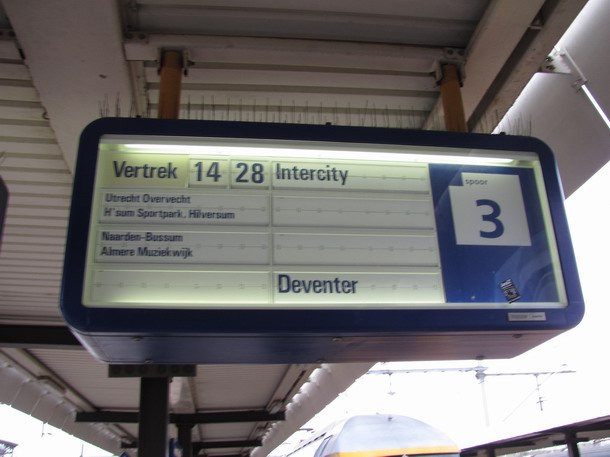 Vertrek 14 28 Intercity
Utrecht Overvecht
H'sum Sportpark, Hilversum
Naarden-Bussum
Almere Muziekwijk
Deventer
spoor
3